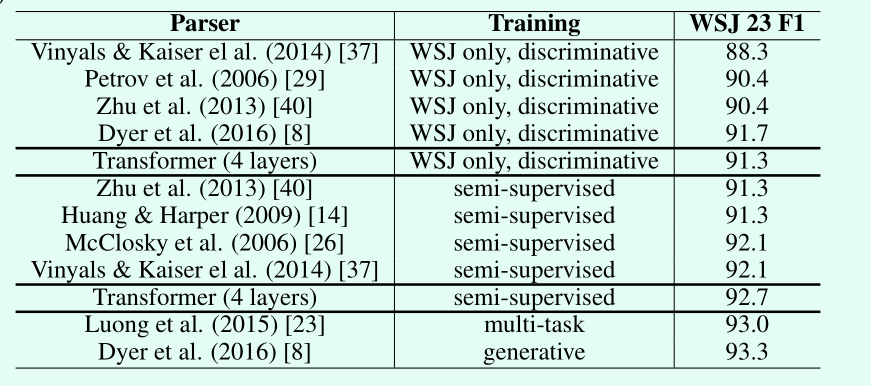 Parser Training WSJ 23 F1
Vinyals & Kaiser el al. (2014) [37] WSJ only, discriminative 88.3
Petrov et al. (2006) [29] WSJ only, discriminative 90.4
Zhu et al. (2013) [40] WSJ only, discriminative 90.4
Dyer et al. (2016) [8] WSJ only, discriminative 91.7
Transformer (4 layers) WSJ only, discriminative 91.3
Zhu et al. (2013) [40] semi-supervised 91.3
Huang & Harper (2009) [14] semi-supervised 91.3
McClosky et al. (2006) [26] semi-supervised 92.1
Vinyals & Kaiser el al. (2014) [37] semi-supervised 92.1
Transformer (4 layers) semi-supervised 92.7
Luong et al. (2015) [23] multi-task 93.0
Dyer et al. (2016) [8] generative 93.3